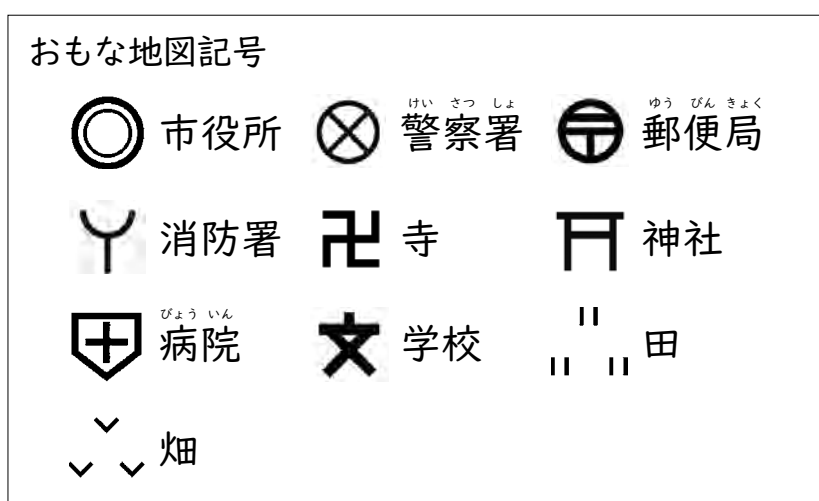 おもな地図記号
けい さつ しょ ゆう びん きょく
市役所 警察署 郵便局
消防署 卍 寺 神社
びょう いん
病院 文 学校 田
畑